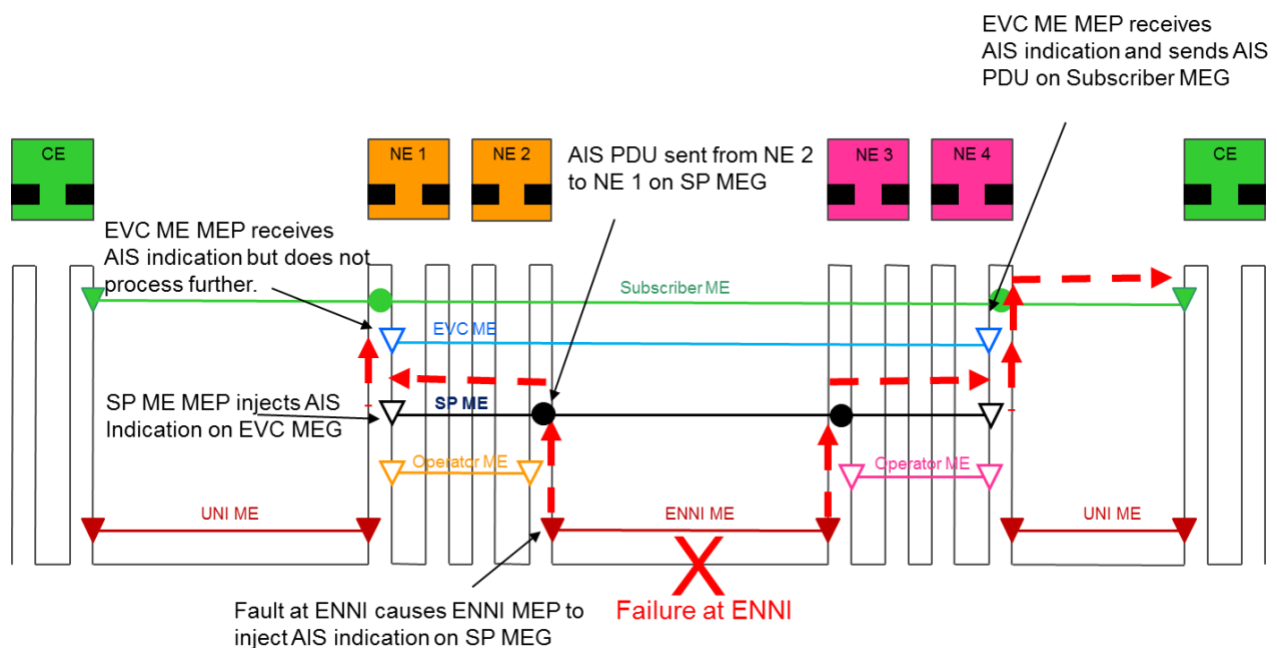 EVC ME MEP receives
AIS indication and sends AIS
PDU on Subscriber MEG
CE
NE 1
NE 2
AIS PDU sent from NE 2
to NE 1 on SP MEG
NE 3
NE 4
CE
EVC ME MEP receives
AIS indication but does not
process further.
Subscriber ME
EVC ME
SP ME MEP injects AIS
Indication on EVC MEG
SP ME
Operator ME
Operator ME
UNI ME
ENNI ME
UNI ME
X
Fault at ENNI causes ENNI MEP to
inject AIS indication on SP MEG
Failure at ENNI